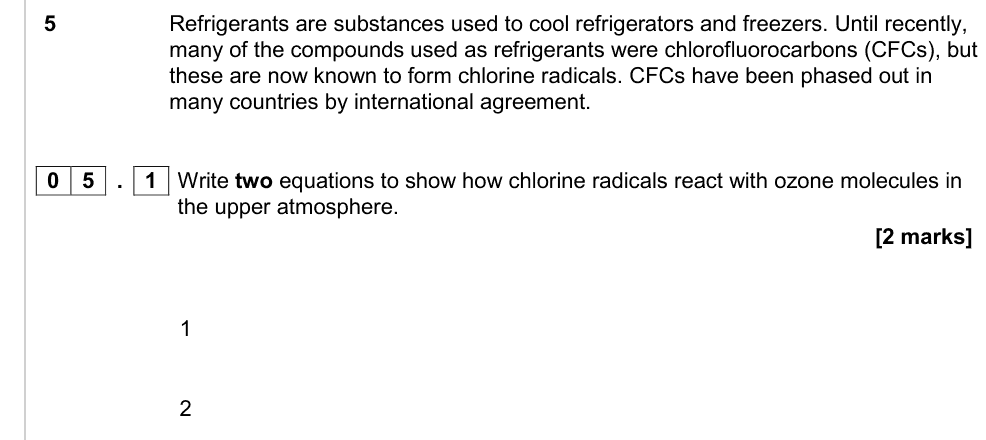 5 Refrigerants are substances used to cool refrigerators and freezers. Until recently,
many of the compounds used as refrigerants were chlorofluorocarbons (CFCs), but
these are now known to form chlorine radicals. CFCs have been phased out in
many countries by international agreement.
0 5 . 1 Write two equations to show how chlorine radicals react with ozone molecules in
the upper atmosphere.
[2 marks]
1
2